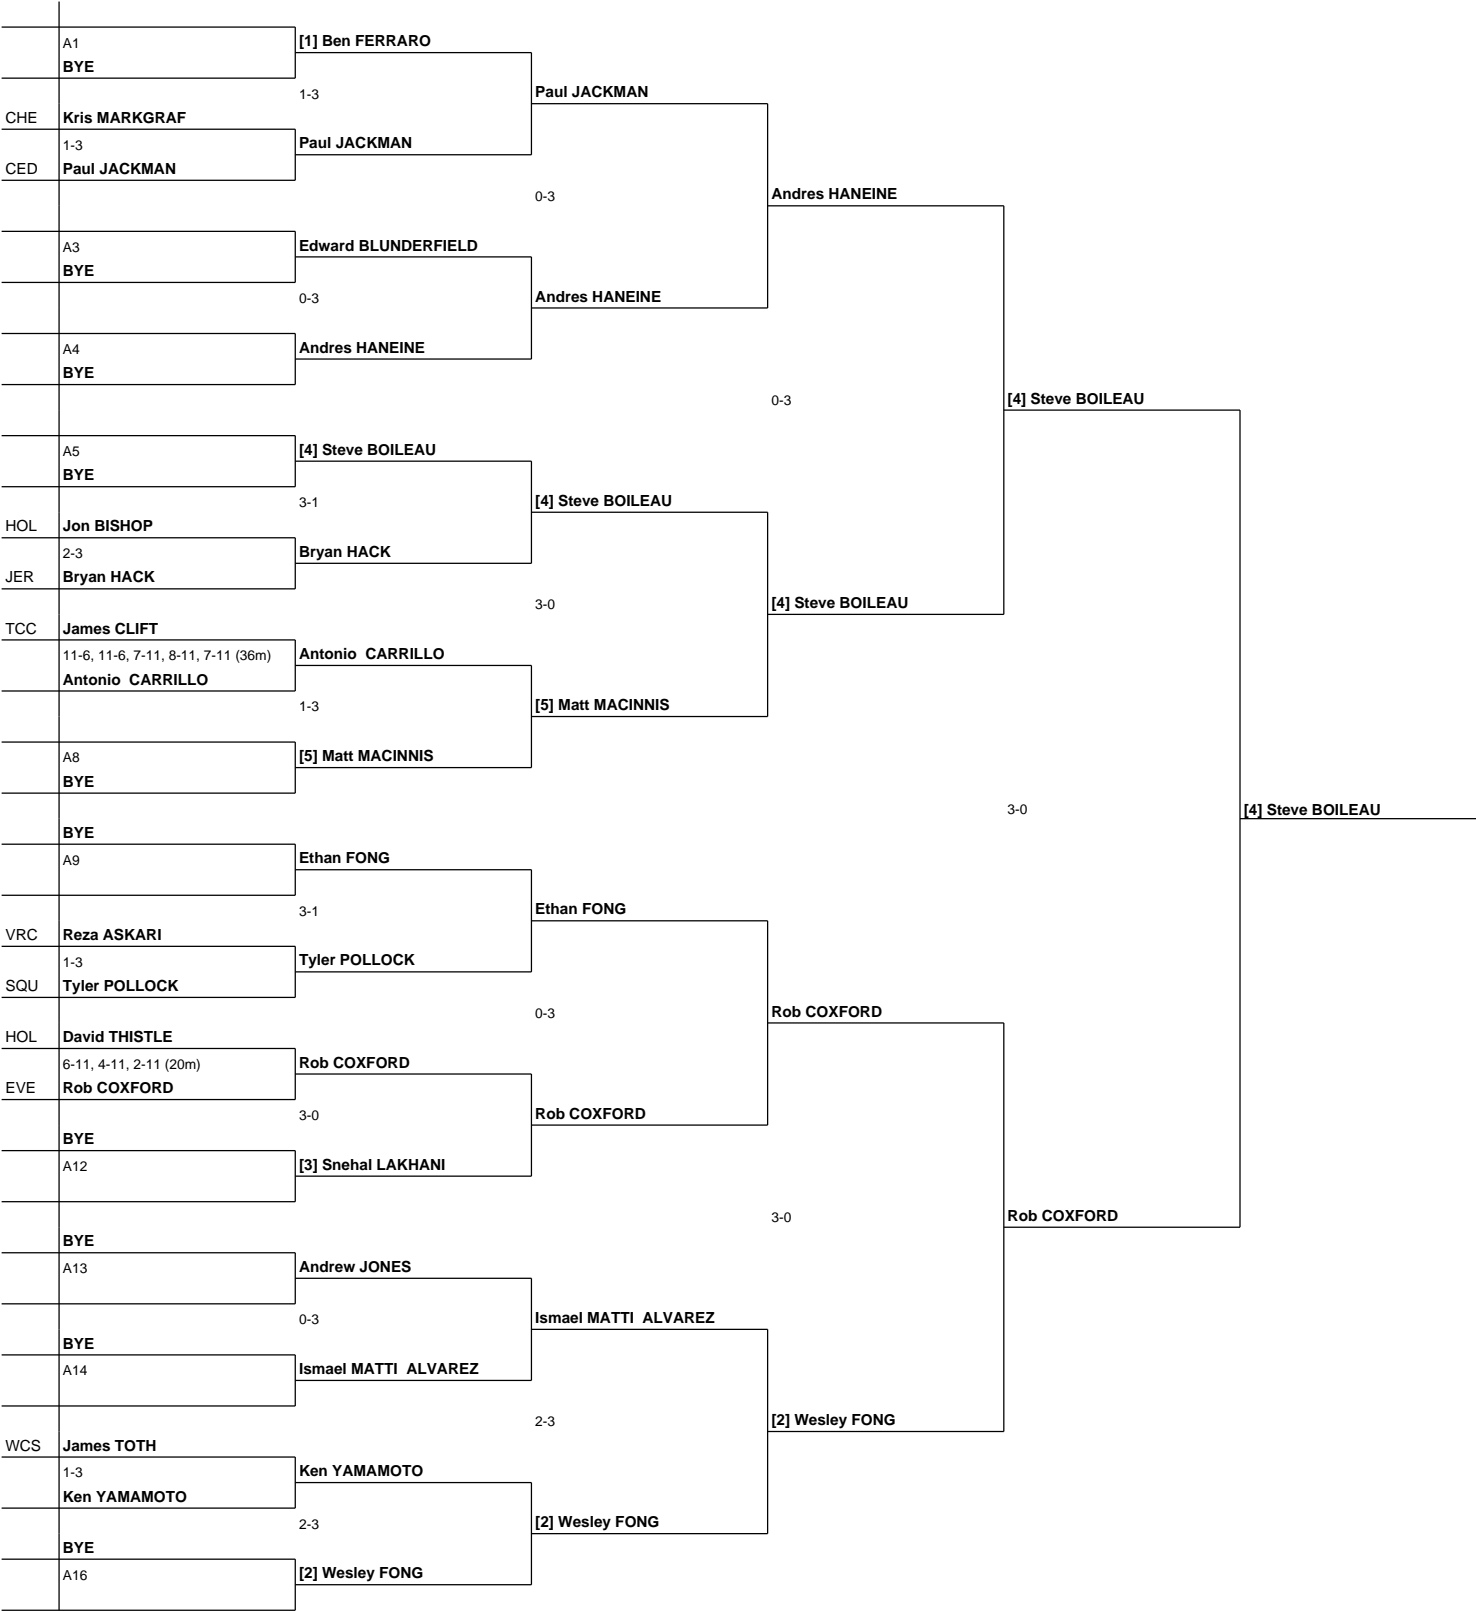 [1] Ben FERRARO
A1
BYE
Paul JACKMAN
1-3
CHE Kris MARKGRAF
1-3
Paul JACKMAN
CED Paul JACKMAN
Andres HANEINE
0-3
A3
Edward BLUNDERFIELD
BYE
0-3
Andres HANEINE
A4
Andres HANEINE
BYE
0-3
[4] Steve BOILEAU
A5
[4] Steve BOILEAU
BYE
3-1
[4] Steve BOILEAU
HOL Jon BISHOP
2-3
Bryan HACK
JER Bryan HACK
3-0
[4] Steve BOILEAU
TCC James CLIFT
11-6, 11-6, 7-11, 8-11, 7-11 (36m)
Antonio  CARRILLO
Antonio  CARRILLO
1-3
[5] Matt MACINNIS
A8
[5] Matt MACINNIS
BYE
3-0
[4] Steve BOILEAU
BYE
A9
Ethan FONG
3-1
Ethan FONG
VRC Reza ASKARI
1-3
Tyler POLLOCK
SQU Tyler POLLOCK
0-3
Rob COXFORD
HOL David THISTLE
6-11, 4-11, 2-11 (20m)
Rob COXFORD
EVE Rob COXFORD
3-0
Rob COXFORD
BYE
A12
[3] Snehal LAKHANI
3-0
Rob COXFORD
BYE
A13
Andrew JONES
0-3
Ismael MATTI  ALVAREZ
BYE
A14
Ismael MATTI  ALVAREZ
2-3
[2] Wesley FONG
WCS James TOTH
1-3
Ken YAMAMOTO
Ken YAMAMOTO
2-3
[2] Wesley FONG
BYE
A16
[2] Wesley FONG